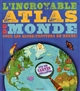 L'INCROYABLE
ATLAS
DU
MONDE
POUR LES GLOBE-TROTTERS EN HERBE